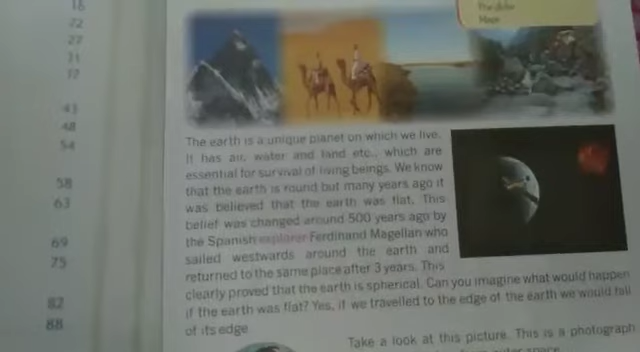 16
22
27
31
37
43
48
54
58
63
69
75
82
88
The globe
Maps
The earth is a unique planet on which we live.
It has air, water and land etc., which are
essential for survival of living beings. We know
that the earth is round but many years ago it
was believed that the earth was flat. This
belief was changed around 500 years ago by
the Spanish explorer Ferdinand Magellan who
sailed westwards around the earth and
returned to the same place after 3 years. This
clearly proved that the earth is spherical. Can you imagine what would happen
if the earth was flat? Yes, if we travelled to the edge of the earth we would fall
of its edge
Take a look at this picture. This is a photograph
from outer space